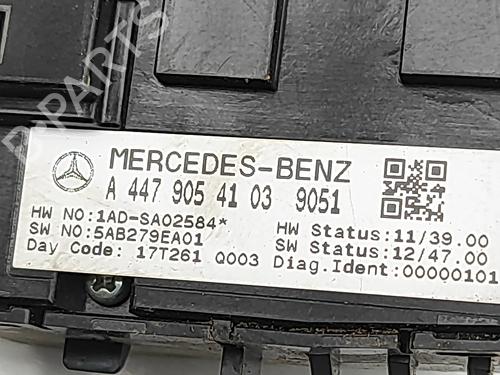 B-PARTS
MERCEDES-BENZ
A 447 905 41 03 9051
HW NO:1AD-SA02584*
SW NO:5AB279EA01
Day Code: 17T261 Q003
HW Status:11/39.00
SW Status:12/47.00
Diag.Ident:00000101